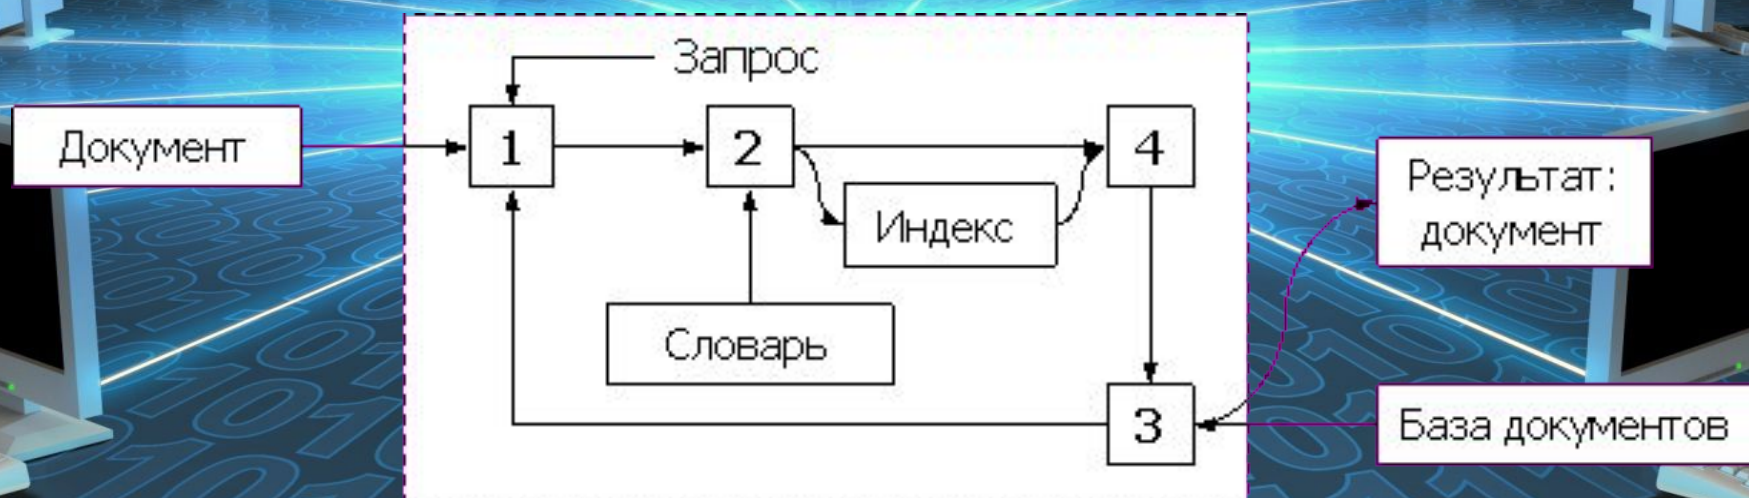 Запрос
Документ
1
2
4
Индекс
Результат:
документ
Словарь
3
База документов